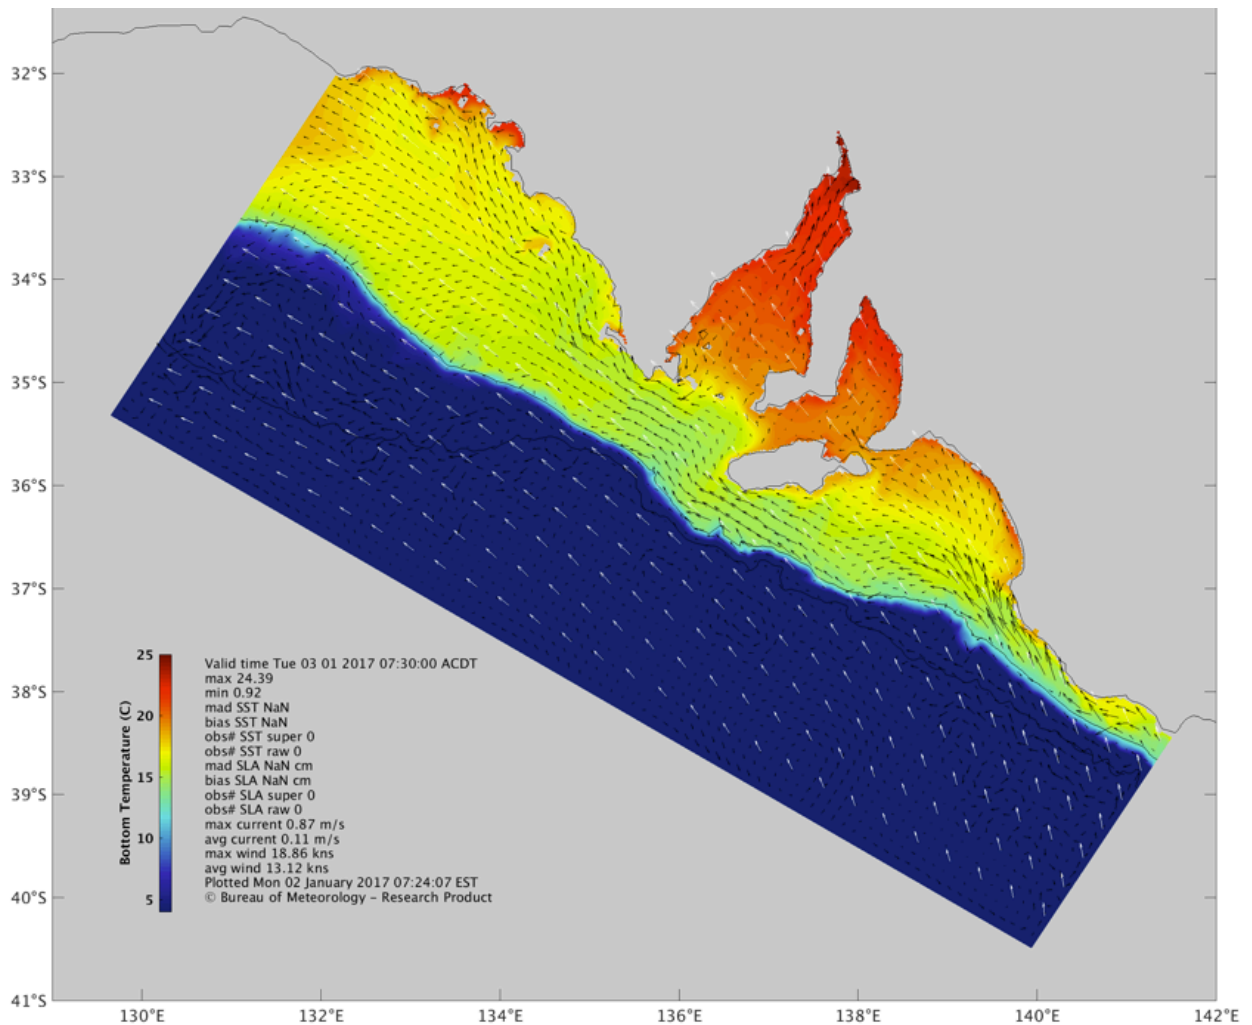 32°S
33°S
34°S
35°S
36°S
37°S
38°S
39°S
40°S
41°S
25
20
15
10
5
Bottom Temperature (C)
Valid time Tue 03 01 2017 07:30:00 ACDT
max 24.39
min 0.92
mad SST NaN
bias SST NaN
obs# SST super 0
obs# SST raw 0
mad SLA NaN cm
bias SLA NaN cm
obs# SLA super 0
obs# SLA raw 0
max current 0.87 m/s
avg current 0.11 m/s
max wind 18.86 kns
avg wind 13.12 kns
Plotted Mon 02 January 2017 07:24:07 EST
© Bureau of Meteorology – Research Product
130°E
132°E
134°E
136°E
138°E
140°E
142°E